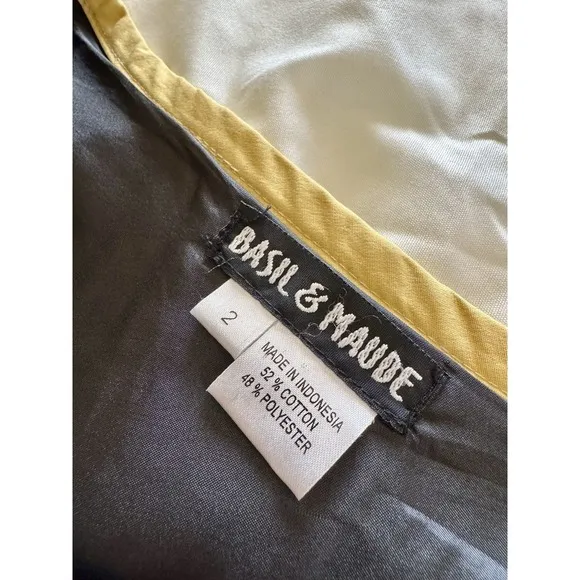 BASIL & MAUDE
2
MADE IN INDONESIA
52 % COTTON
48 % POLYESTER